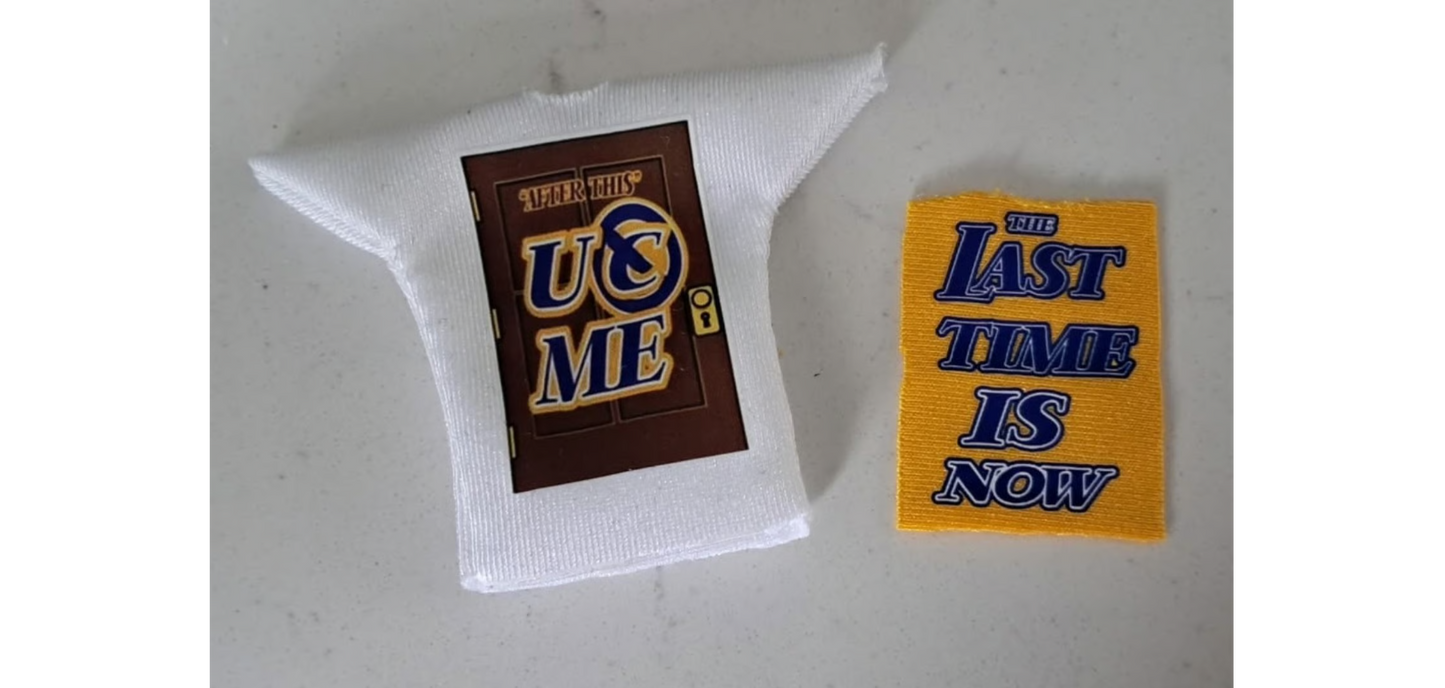 "AFTER THIS"
U C
ME
THE
LAST
TIME
IS
NOW